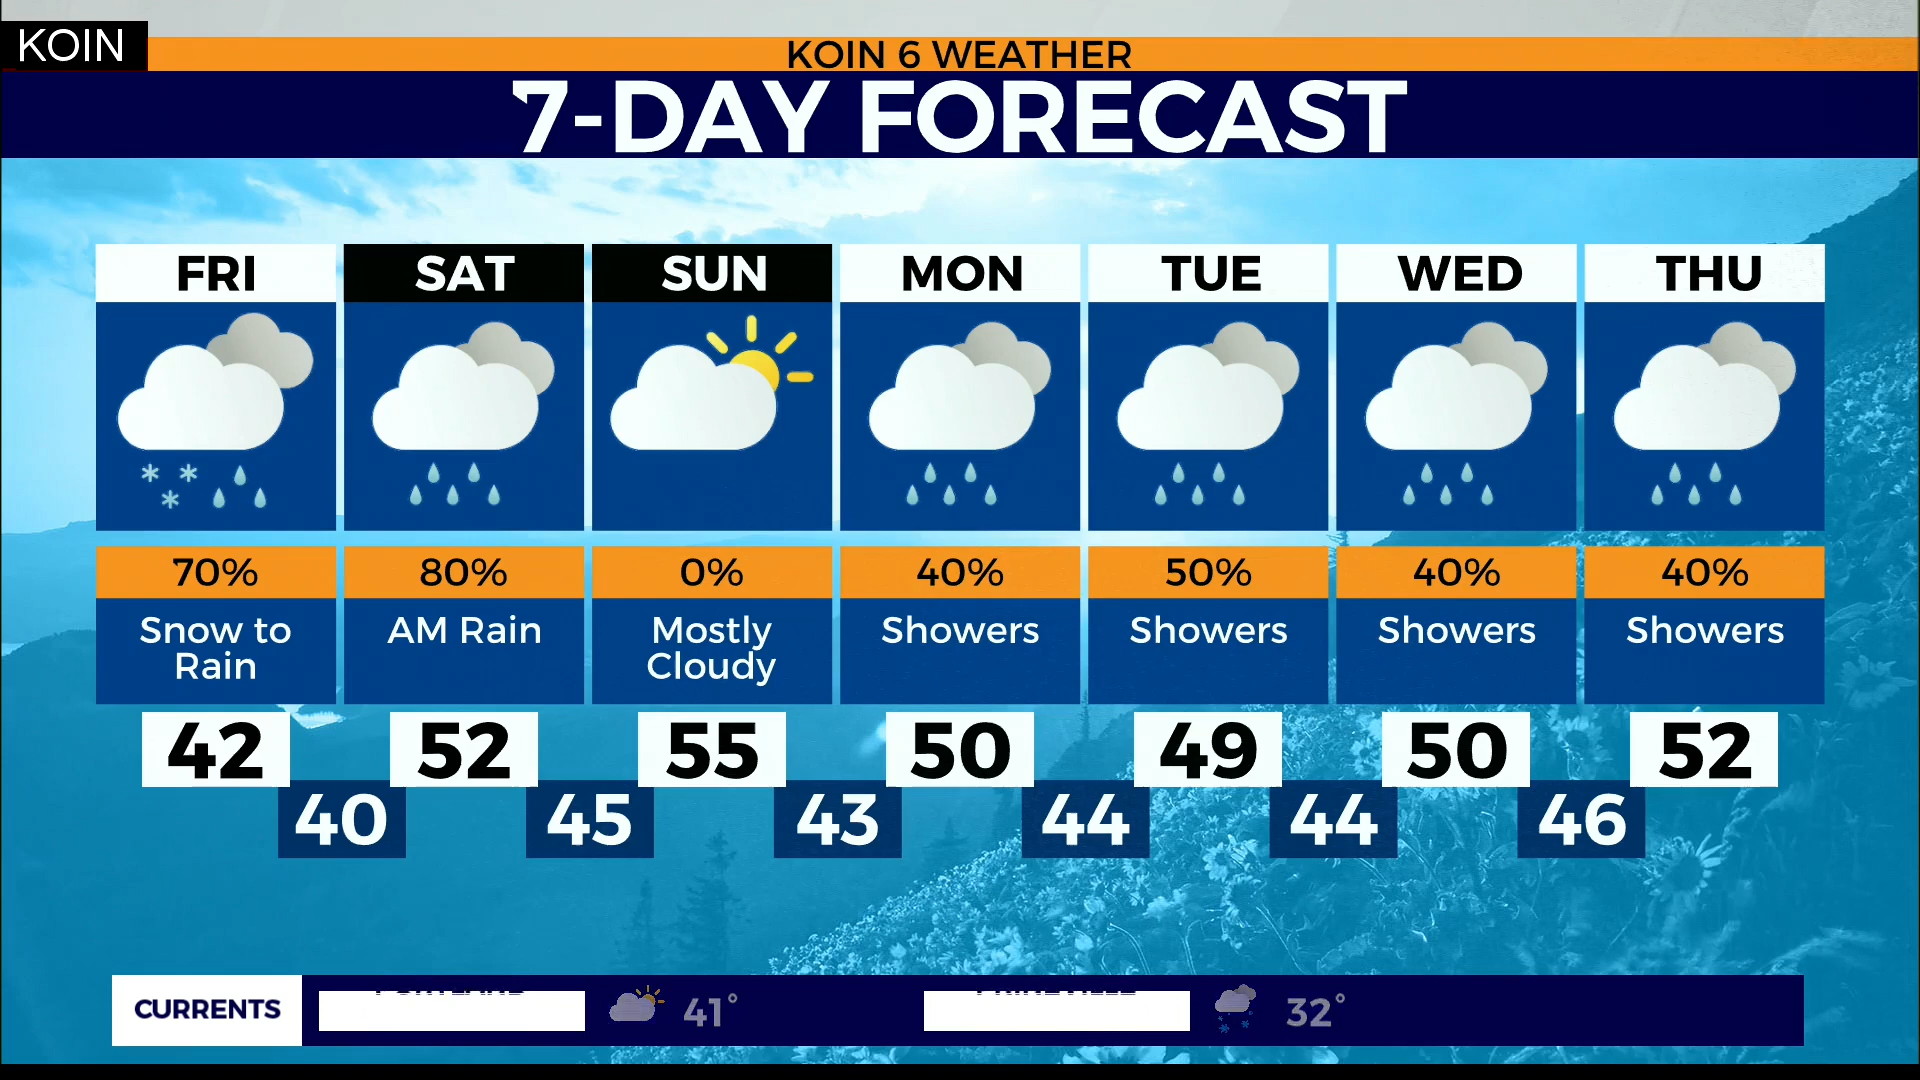 KOIN
KOIN 6 WEATHER
7-DAY FORECAST
FRI SAT SUN MON TUE WED THU
70% 80% 0% 40% 50% 40% 40%
Snow to Rain
AM Rain
Mostly Cloudy
Showers
Showers
Showers
Showers
42 52 55 50 49 50 52
40 45 43 44 44 46
CURRENTS
41°
32°